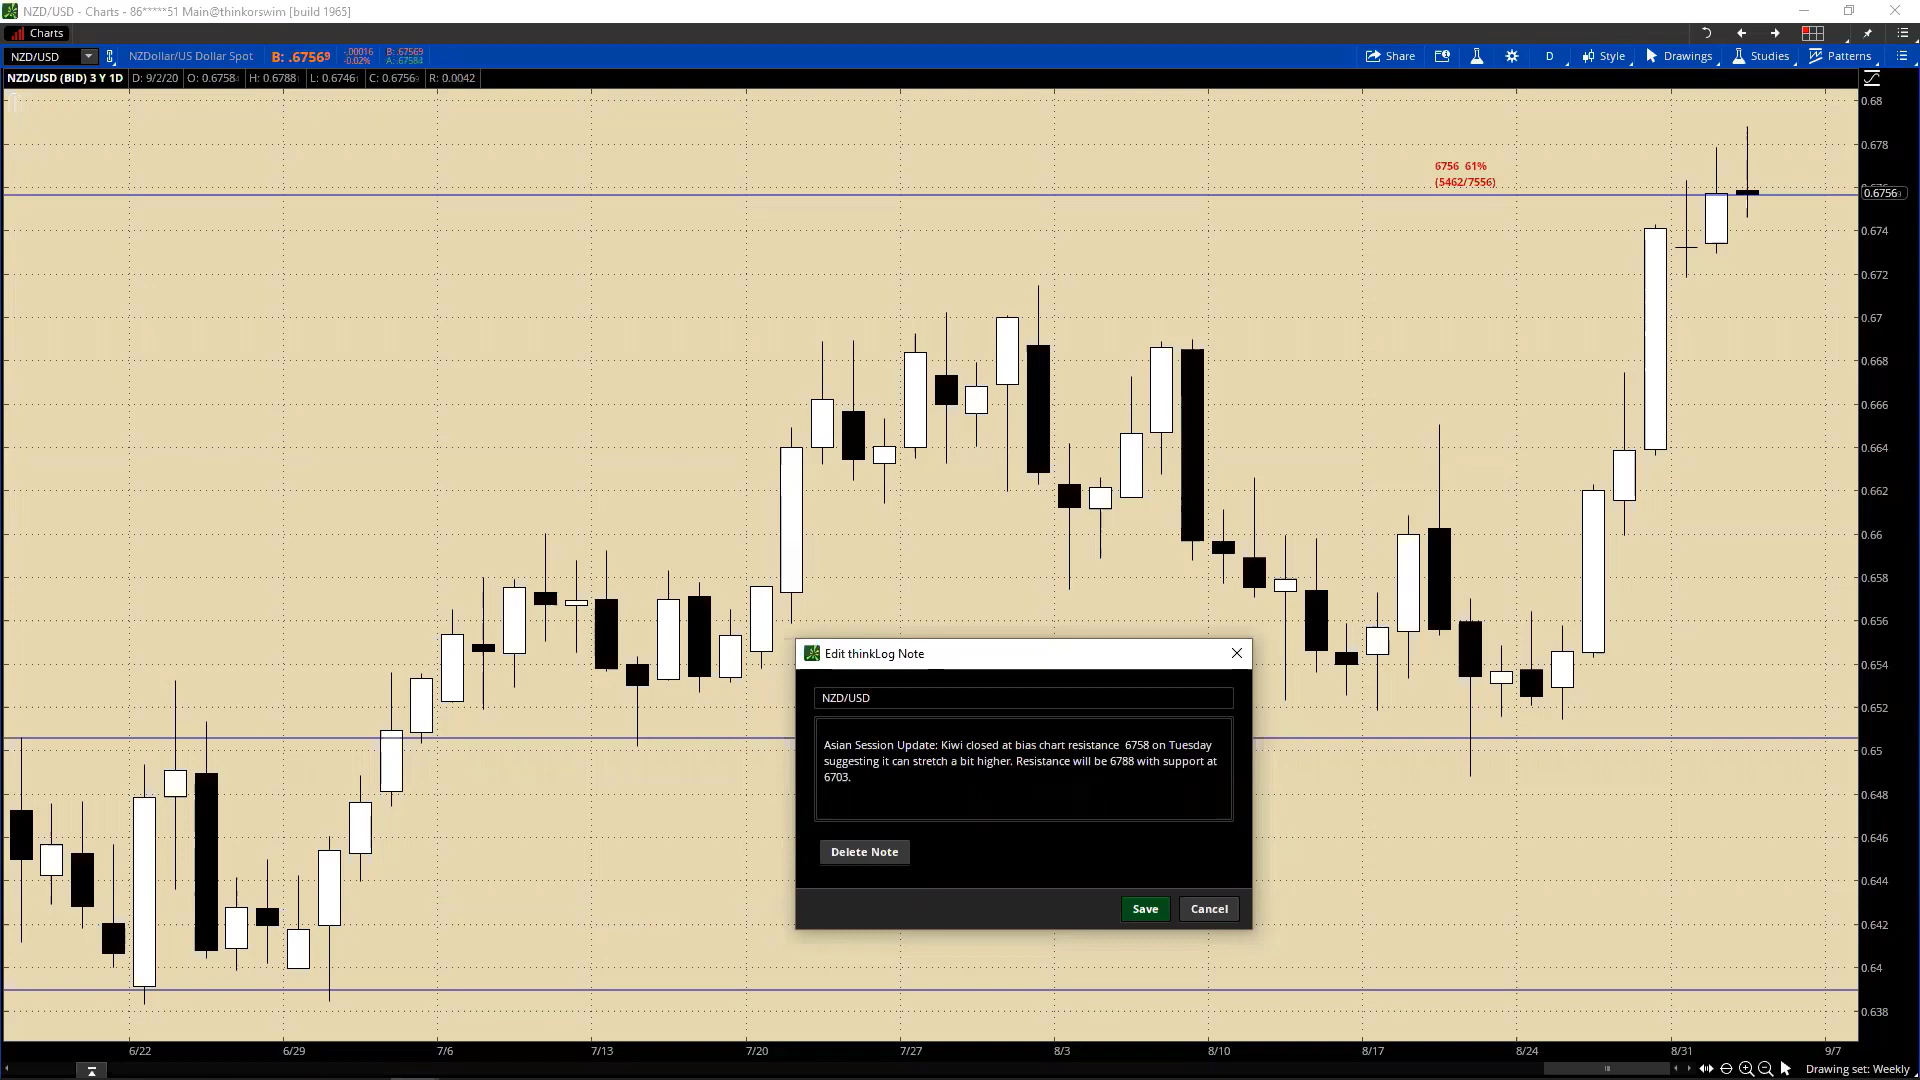 NZD/USD - Charts - 86*****51 Main@thinkorswim [build 1965]
Charts
NZD/USD NZDollar/US Dollar Spot B: .67569 -.00016 B: .67569
-0.02% A: .67584
Share D Style Drawings Studies Patterns
NZD/USD (BID) 3 Y 1D D: 9/2/20 O: 0.6758 H: 0.6788 L: 0.6746 C: 0.6756 R: 0.0042
0.68
0.678
6756 61%
(5462/7556)
0.6756
0.674
0.672
0.67
0.668
0.666
0.664
0.662
0.66
0.658
0.656
0.654
0.652
0.65
0.648
0.646
0.644
0.642
0.64
0.638
Edit thinkLog Note
NZD/USD
Asian Session Update: Kiwi closed at bias chart resistance 6758 on Tuesday
suggesting it can stretch a bit higher. Resistance will be 6788 with support at
6703.
Delete Note
Save Cancel
6/22 6/29 7/6 7/13 7/20 7/27 8/3 8/10 8/17 8/24 8/31 9/7
Drawing set: Weekly